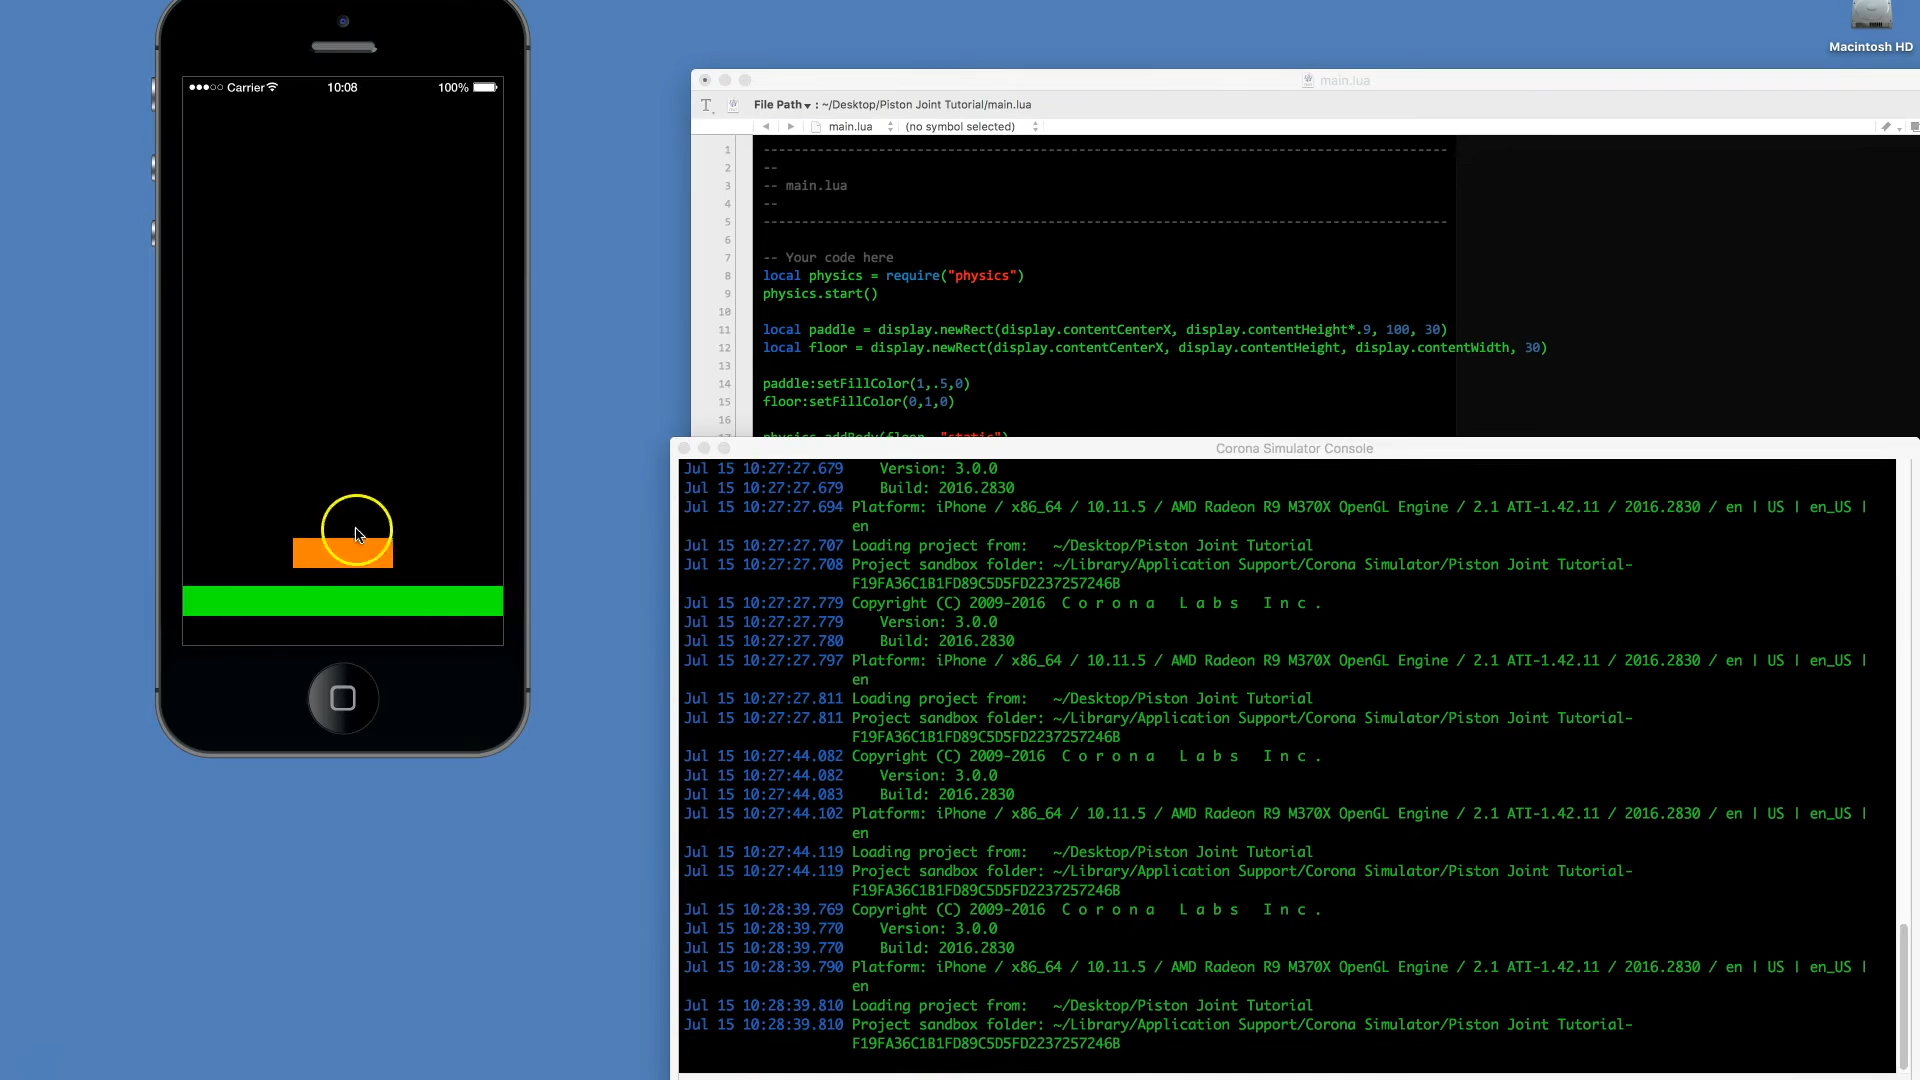 Macintosh HD
Carrier 10:08 100%
main.lua
File Path : ~/Desktop/Piston Joint Tutorial/main.lua
main.lua (no symbol selected)
1 --------------------------------------------------------------------------------
2 --
3 -- main.lua
4 --
5 --------------------------------------------------------------------------------
6
7 -- Your code here
8 local physics = require("physics")
9 physics.start()
10
11 local paddle = display.newRect(display.contentCenterX, display.contentHeight*.9, 100, 30)
12 local floor = display.newRect(display.contentCenterX, display.contentHeight, display.contentWidth, 30)
13
14 paddle:setFillColor(1,.5,0)
15 floor:setFillColor(0,1,0)
16
physics.addBody(floor, "static")
Corona Simulator Console
Jul 15 10:27:27.679 Version: 3.0.0
Jul 15 10:27:27.679 Build: 2016.2830
Jul 15 10:27:27.694 Platform: iPhone / x86_64 / 10.11.5 / AMD Radeon R9 M370X OpenGL Engine / 2.1 ATI-1.42.11 / 2016.2830 / en | US | en_US |
en
Jul 15 10:27:27.707 Loading project from: ~/Desktop/Piston Joint Tutorial
Jul 15 10:27:27.708 Project sandbox folder: ~/Library/Application Support/Corona Simulator/Piston Joint Tutorial-
F19FA36C1B1FD89C5D5FD2237257246B
Jul 15 10:27:27.779 Copyright (C) 2009-2016 C o r o n a L a b s I n c .
Jul 15 10:27:27.779 Version: 3.0.0
Jul 15 10:27:27.780 Build: 2016.2830
Jul 15 10:27:27.797 Platform: iPhone / x86_64 / 10.11.5 / AMD Radeon R9 M370X OpenGL Engine / 2.1 ATI-1.42.11 / 2016.2830 / en | US | en_US |
en
Jul 15 10:27:27.811 Loading project from: ~/Desktop/Piston Joint Tutorial
Jul 15 10:27:27.811 Project sandbox folder: ~/Library/Application Support/Corona Simulator/Piston Joint Tutorial-
F19FA36C1B1FD89C5D5FD2237257246B
Jul 15 10:27:44.082 Copyright (C) 2009-2016 C o r o n a L a b s I n c .
Jul 15 10:27:44.082 Version: 3.0.0
Jul 15 10:27:44.083 Build: 2016.2830
Jul 15 10:27:44.102 Platform: iPhone / x86_64 / 10.11.5 / AMD Radeon R9 M370X OpenGL Engine / 2.1 ATI-1.42.11 / 2016.2830 / en | US | en_US |
en
Jul 15 10:27:44.119 Loading project from: ~/Desktop/Piston Joint Tutorial
Jul 15 10:27:44.119 Project sandbox folder: ~/Library/Application Support/Corona Simulator/Piston Joint Tutorial-
F19FA36C1B1FD89C5D5FD2237257246B
Jul 15 10:28:39.769 Copyright (C) 2009-2016 C o r o n a L a b s I n c .
Jul 15 10:28:39.770 Version: 3.0.0
Jul 15 10:28:39.770 Build: 2016.2830
Jul 15 10:28:39.790 Platform: iPhone / x86_64 / 10.11.5 / AMD Radeon R9 M370X OpenGL Engine / 2.1 ATI-1.42.11 / 2016.2830 / en | US | en_US |
en
Jul 15 10:28:39.810 Loading project from: ~/Desktop/Piston Joint Tutorial
Jul 15 10:28:39.810 Project sandbox folder: ~/Library/Application Support/Corona Simulator/Piston Joint Tutorial-
F19FA36C1B1FD89C5D5FD2237257246B